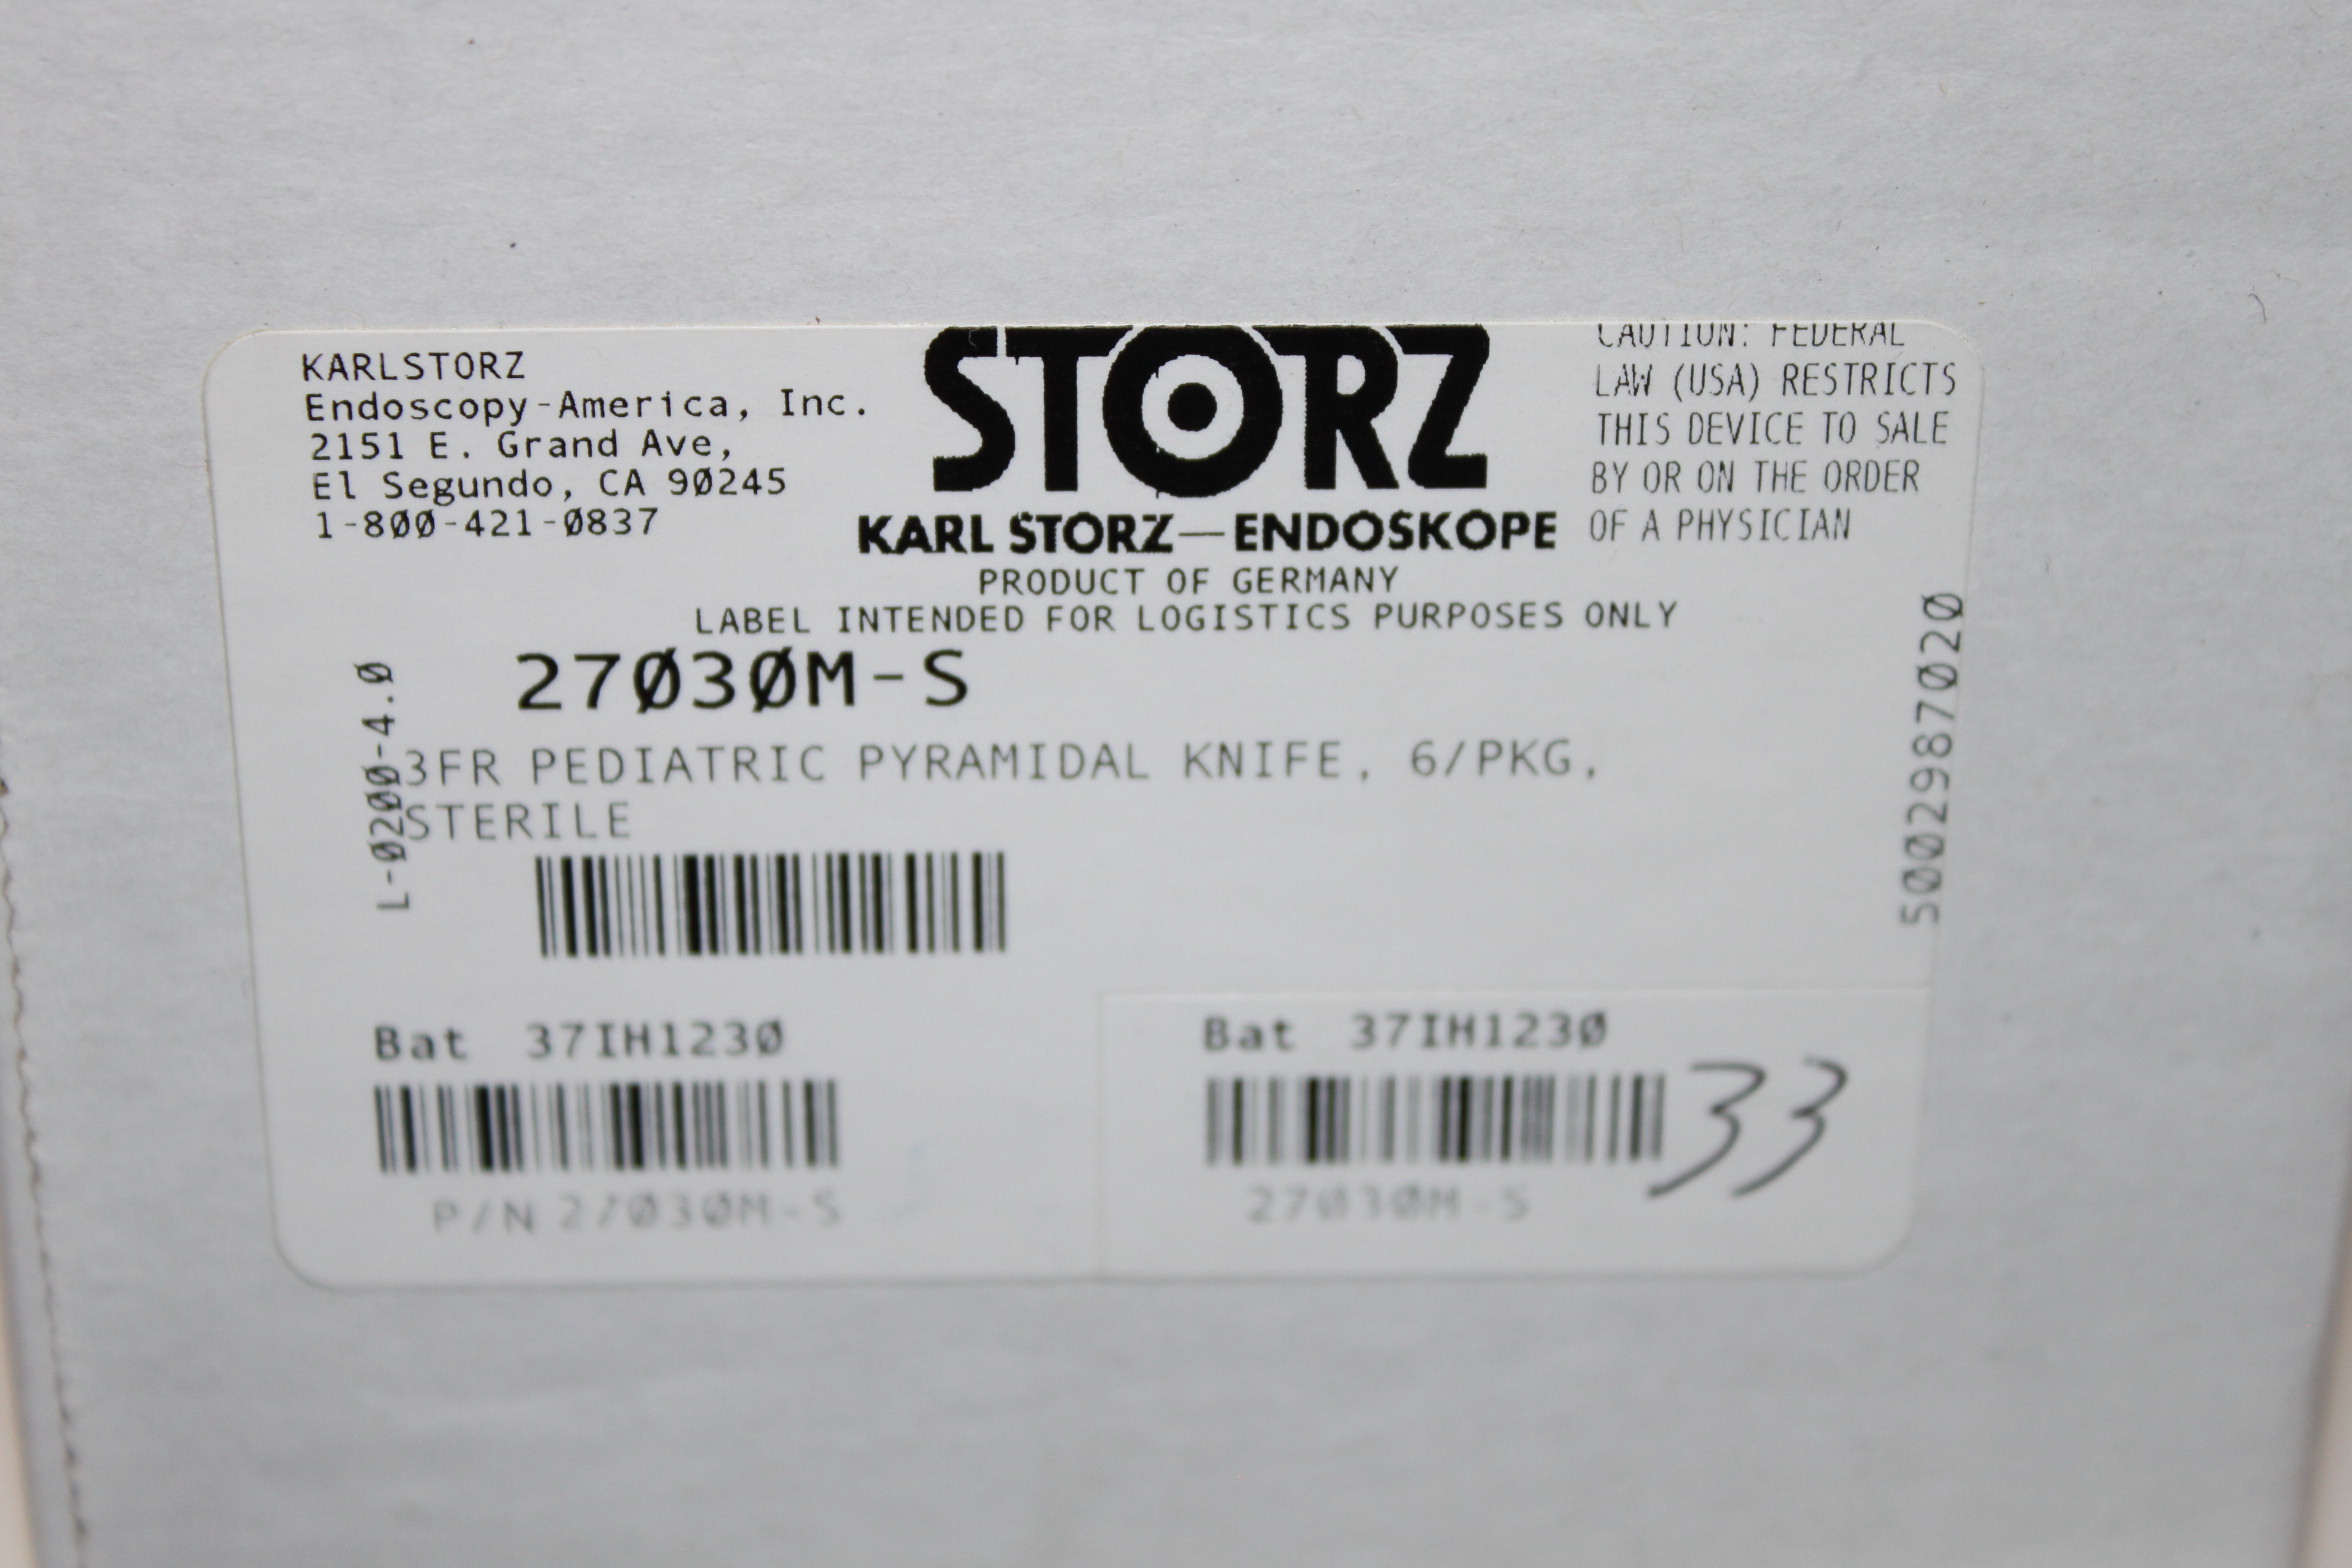 KARLSTORZ
Endoscopy-America, Inc.
2151 E. Grand Ave,
El Segundo, CA 90245
1-800-421-0837
STORZ
KARL STORZ—ENDOSKOPE
PRODUCT OF GERMANY
LABEL INTENDED FOR LOGISTICS PURPOSES ONLY
CAUTION: FEDERAL
LAW (USA) RESTRICTS
THIS DEVICE TO SALE
BY OR ON THE ORDER
OF A PHYSICIAN
27030M-S
L-0200-4.0
3FR PEDIATRIC PYRAMIDAL KNIFE, 6/PKG,
STERILE
5002987020
Bat 37IH1230
P/N 27030M-S
Bat 37IH1230
33
27030M-S